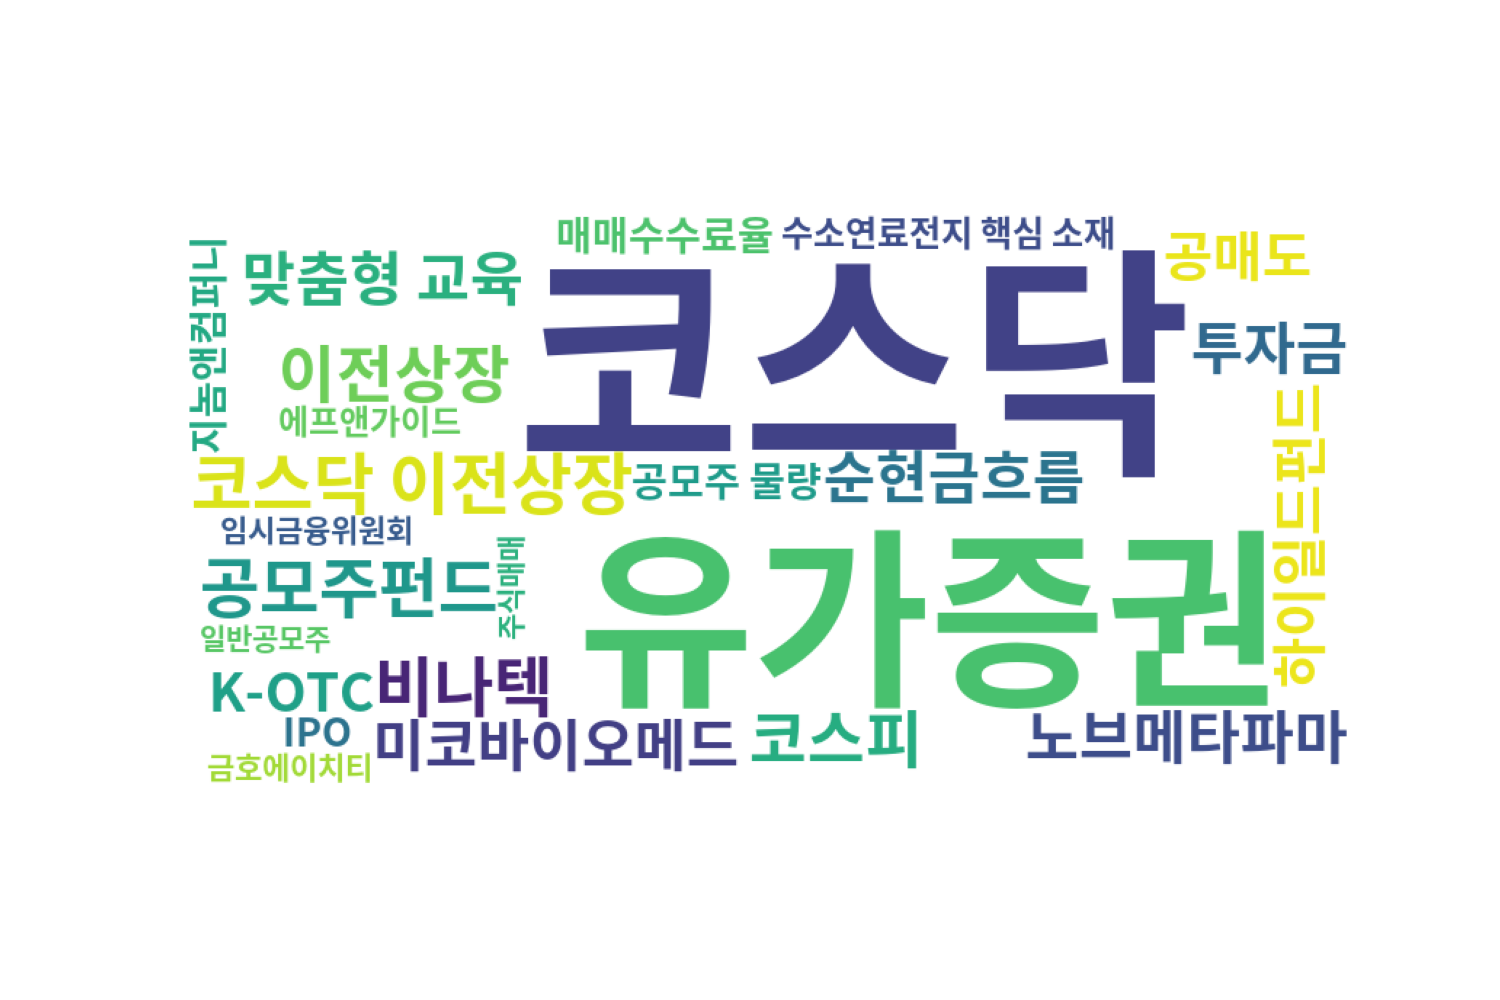 매매수수료율
수소연료전지 핵심 소재
공매도
지놈앤컴퍼니
맞춤형 교육
코스닥
투자금
이전상장
에프앤가이드
하이일드펀드
코스닥 이전상장
공모주 물량
순현금흐름
임시금융위원회
유가증권
공모주펀드
주식매매
일반공모주
K-OTC
비나텍
IPO
미코바이오메드
코스피
노브메타파마
금호에이치티